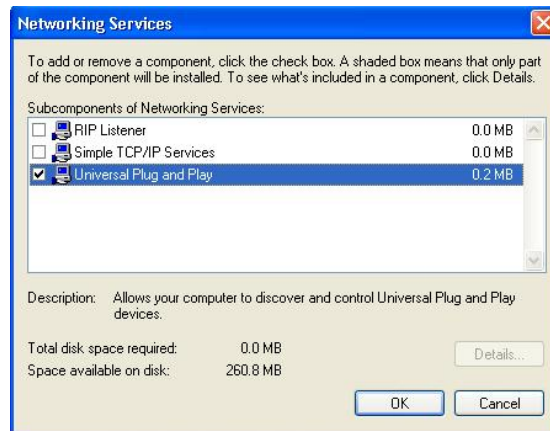 Networking Services
To add or remove a component, click the check box. A shaded box means that only part
of the component will be installed. To see what's included in a component, click Details.
Subcomponents of Networking Services:
RIP Listener 0.0 MB
Simple TCP/IP Services 0.0 MB
Universal Plug and Play 0.2 MB
Description: Allows your computer to discover and control Universal Plug and Play
devices.
Total disk space required: 0.0 MB
Details...
Space available on disk: 260.8 MB
OK Cancel